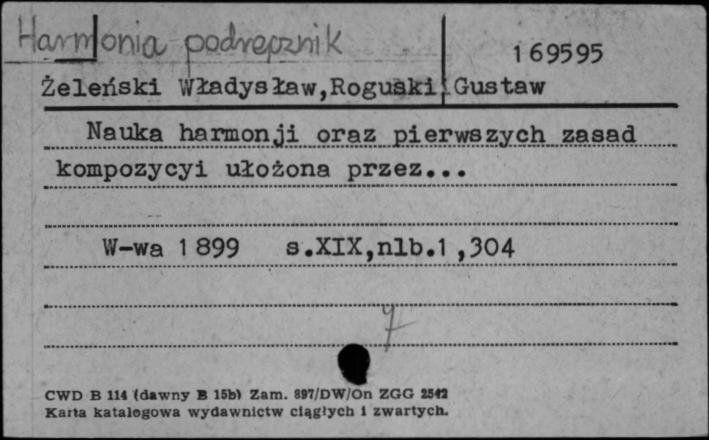 Harmonia podręcznik
169595
Żeleński Władysław,Roguski Gustaw
Nauka harmonji oraz pierwszych zasad
kompozycyi ułożona przez...
W-wa 1899 s.XIX,nlb.1,304
CWD B 114 (dawny B 15b) Zam. 897/DW/On ZGG 2542
Karta katalogowa wydawnictw ciągłych i zwartych.